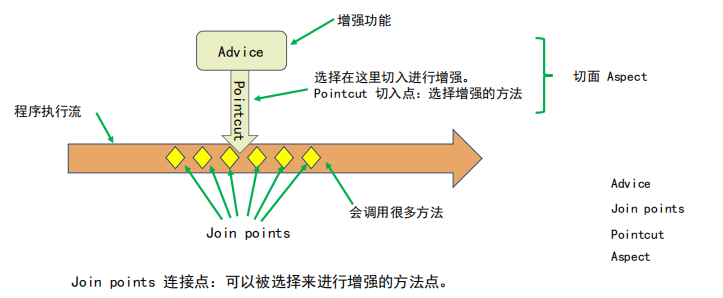 增强功能
Advice
选择在这里切入进行增强。
Pointcut 切入点：选择增强的方法
切面 Aspect
Pointcut
程序执行流
会调用很多方法
Join points
Advice
Join points
Pointcut
Aspect
Join points 连接点：可以被选择来进行增强的方法点。